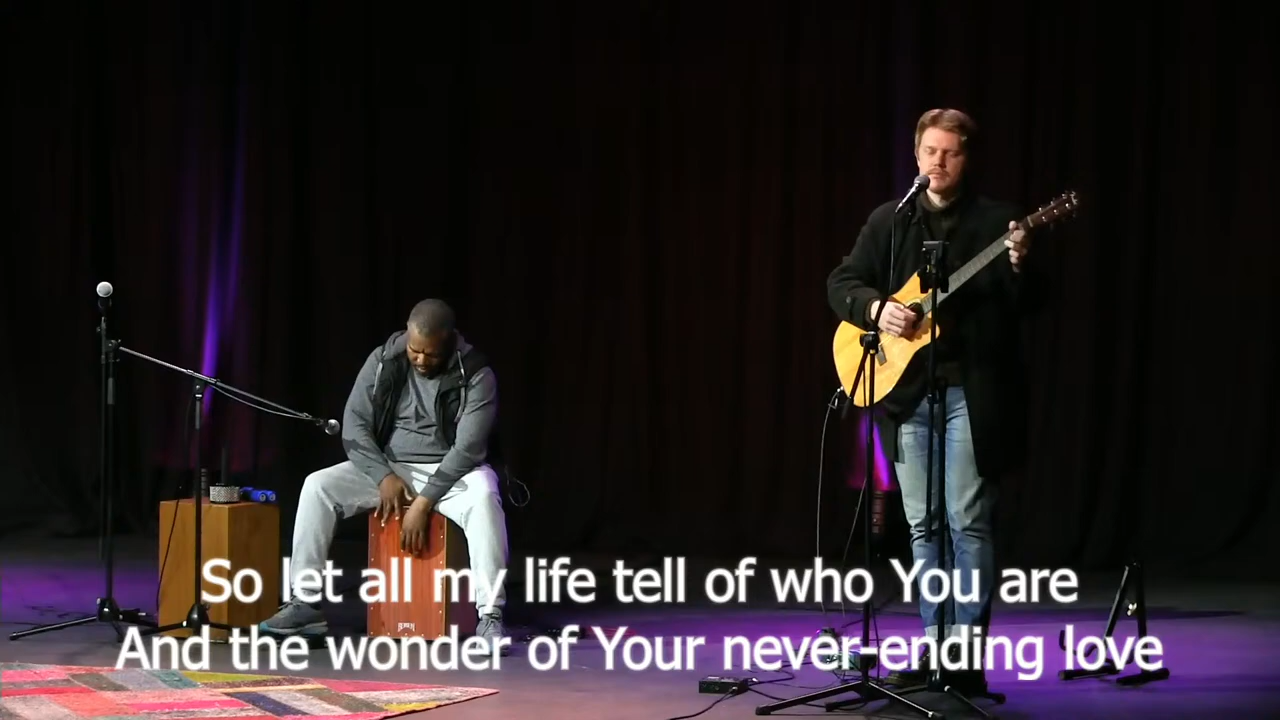 So let all my life tell of who You are
And the wonder of Your never-ending love